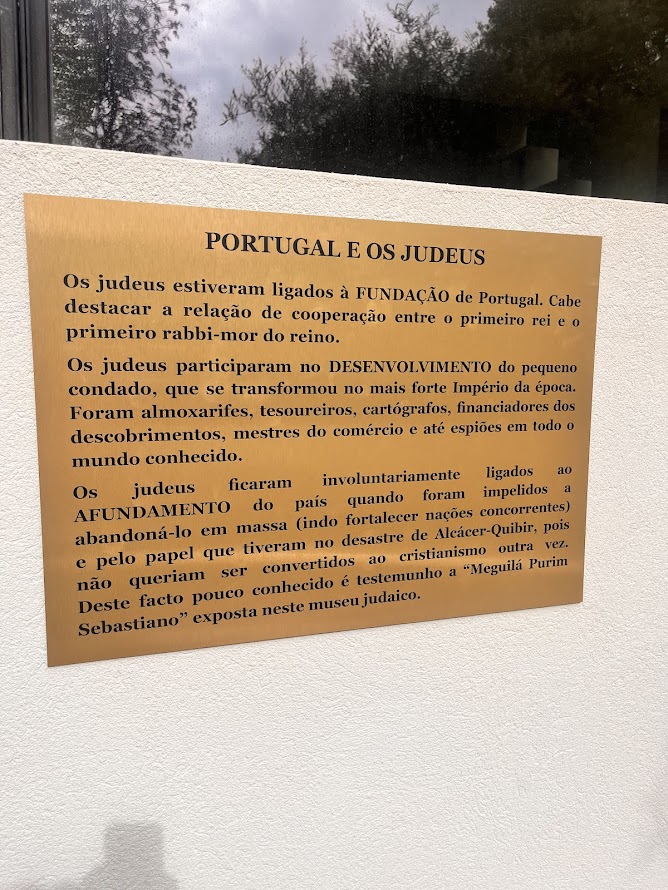 PORTUGAL E OS JUDEUS
Os judeus estiveram ligados à FUNDAÇÃO de Portugal. Cabe
destacar a relação de cooperação entre o primeiro rei e o
primeiro rabbi-mor do reino.
Os judeus participaram no DESENVOLVIMENTO do pequeno
condado, que se transformou no mais forte Império da época.
Foram almoxarifes, tesoureiros, cartógrafos, financiadores dos
descobrimentos, mestres do comércio e até espiões em todo o
mundo conhecido.
Os judeus ficaram involuntariamente ligados ao
AFUNDAMENTO do país quando foram impelidos a
abandoná-lo em massa (indo fortalecer nações concorrentes)
e pelo papel que tiveram no desastre de Alcácer-Quibir, pois
não queriam ser convertidos ao cristianismo outra vez.
Deste facto pouco conhecido é testemunho a “Meguilá Purim
Sebastiano” exposta neste museu judaico.